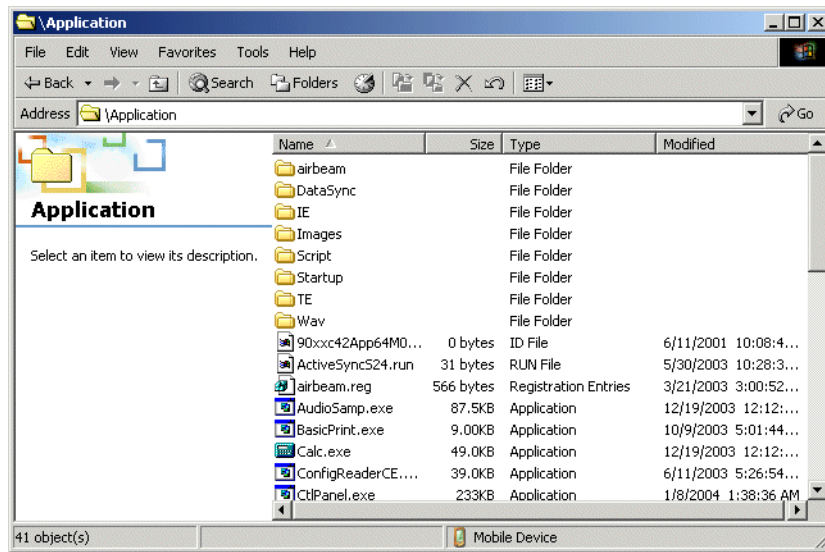 \Application
File Edit View Favorites Tools Help
Back Search Folders
Address \Application Go
Name Size Type Modified
airbeam File Folder
DataSync File Folder
IE File Folder
Images File Folder
Script File Folder
Startup File Folder
TE File Folder
Wav File Folder
90xxc42App64M0... 0 bytes ID File 6/11/2001 10:08:4...
ActiveSyncS24.run 31 bytes RUN File 5/30/2003 10:28:3...
airbeam.reg 566 bytes Registration Entries 3/21/2003 3:00:52...
AudioSamp.exe 87.5KB Application 12/19/2003 12:12:...
BasicPrint.exe 9.00KB Application 10/9/2003 5:01:44...
Calc.exe 49.0KB Application 12/19/2003 12:12:...
ConfigReaderCE.... 39.0KB Application 6/11/2003 5:26:54...
CtlPanel.exe 233KB Application 1/8/2004 1:38:36 AM
Application
Select an item to view its description.
41 object(s) Mobile Device